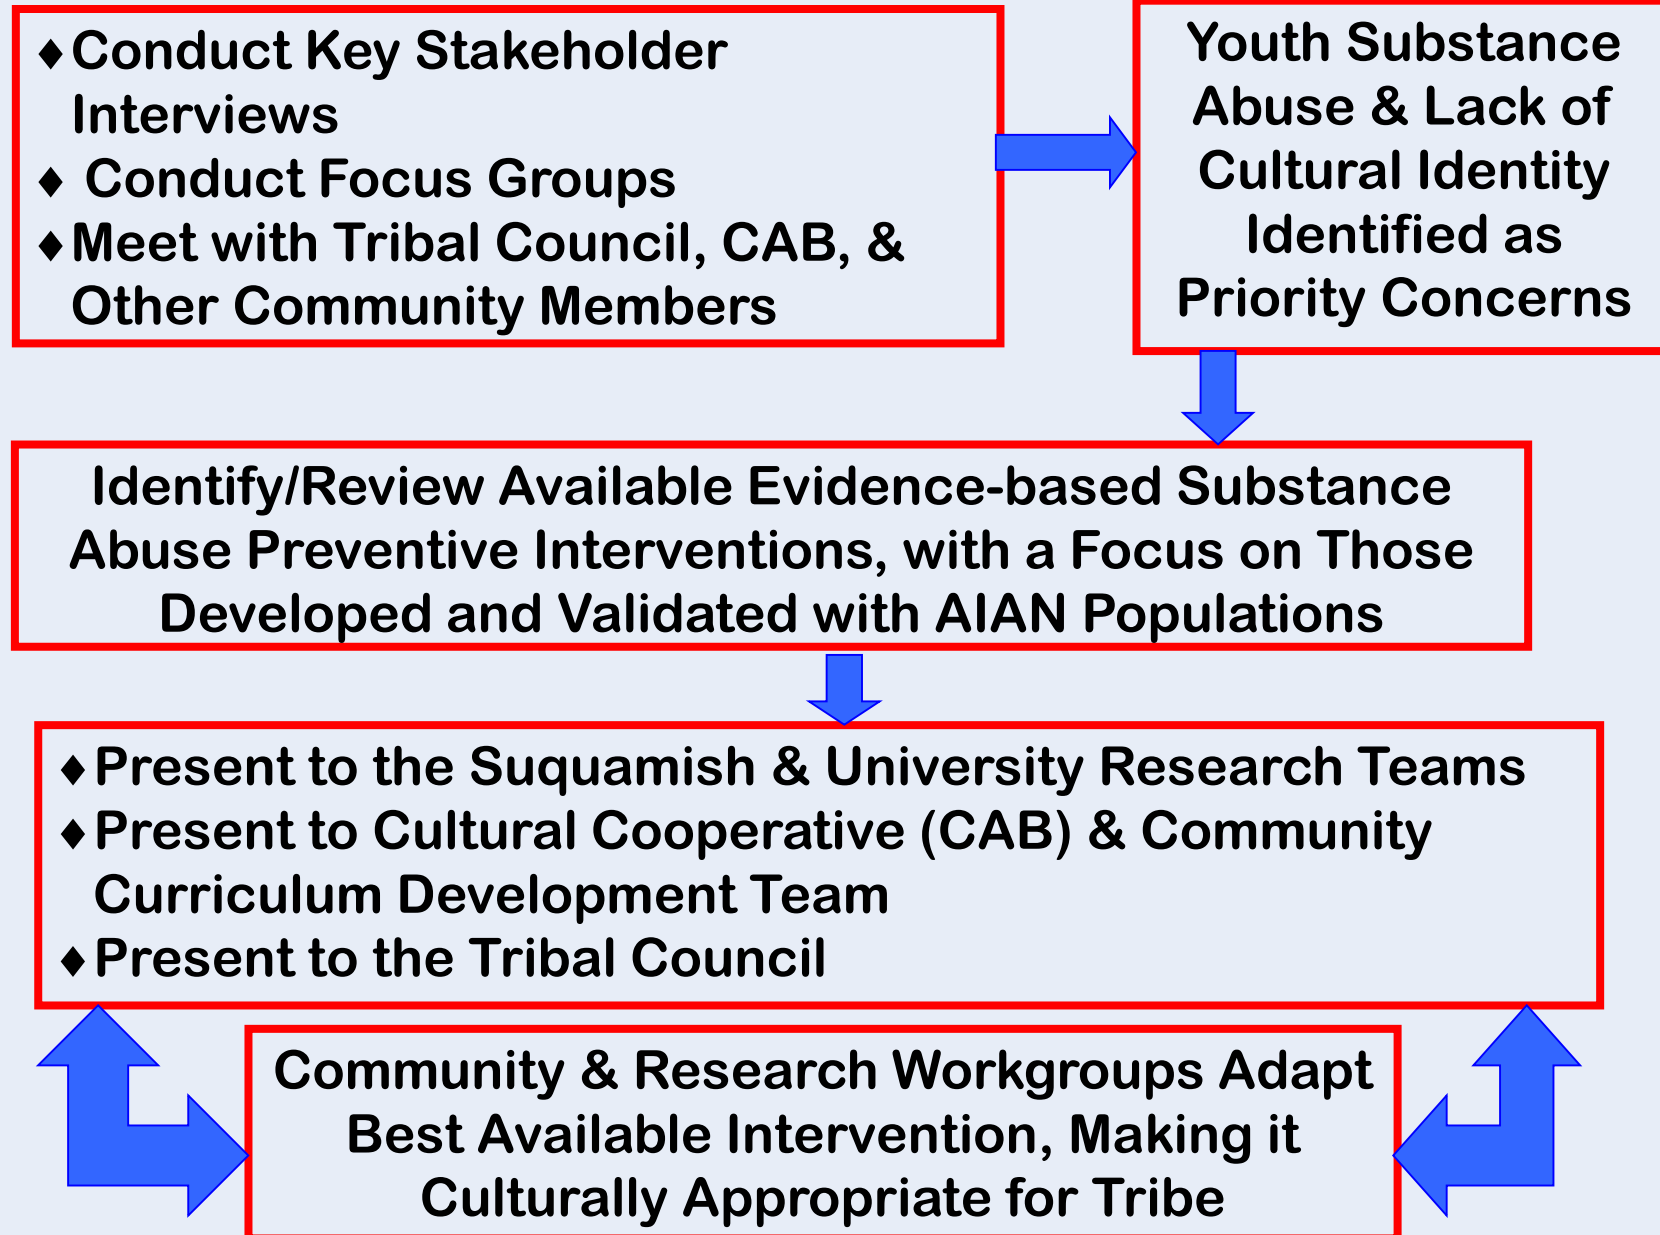 ♦Conduct Key Stakeholder
Interviews
♦ Conduct Focus Groups
♦Meet with Tribal Council, CAB, &
Other Community Members
Youth Substance
Abuse & Lack of
Cultural Identity
Identified as
Priority Concerns
Identify/Review Available Evidence-based Substance
Abuse Preventive Interventions, with a Focus on Those
Developed and Validated with AIAN Populations
♦Present to the Suquamish & University Research Teams
♦Present to Cultural Cooperative (CAB) & Community
Curriculum Development Team
♦Present to the Tribal Council
Community & Research Workgroups Adapt
Best Available Intervention, Making it
Culturally Appropriate for Tribe